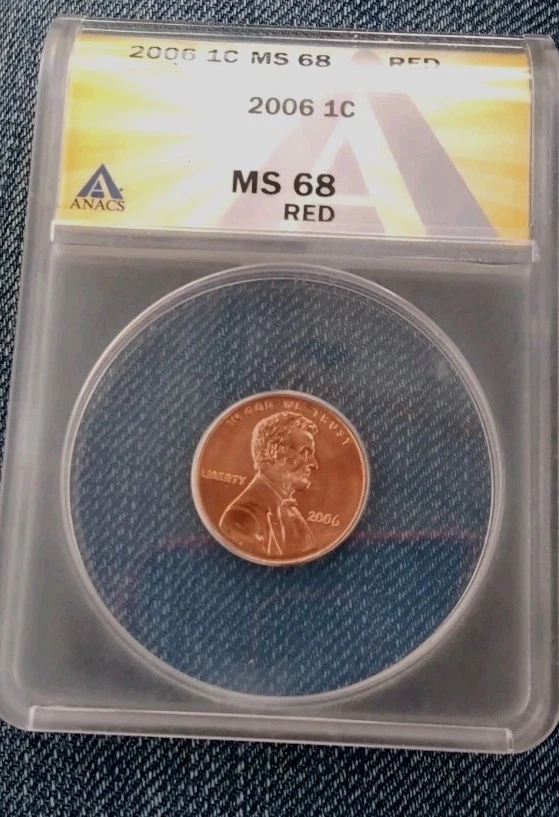 2006 1C MS 68 RED
2006 1C
MS 68
RED
ANACS
IN GOD WE TRUST
LIBERTY
2006